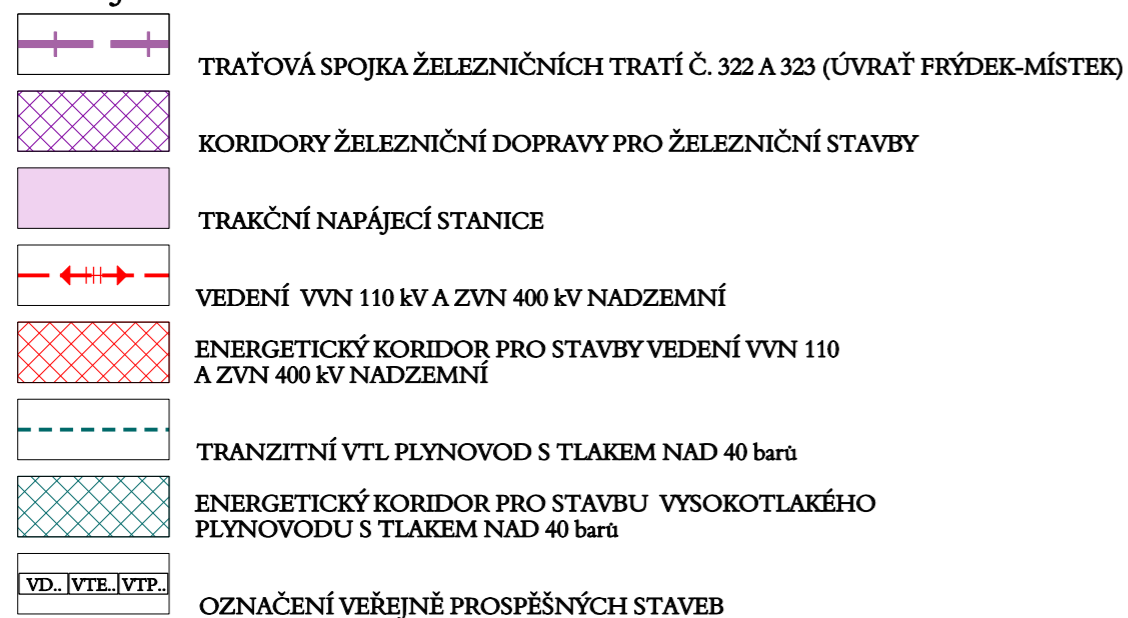 TRAŤOVÁ SPOJKA ŽELEZNIČNÍCH TRATÍ Č. 322 A 323 (ÚVRAŤ FRÝDEK-MÍSTEK)
KORIDORY ŽELEZNIČNÍ DOPRAVY PRO ŽELEZNIČNÍ STAVBY
TRAKČNÍ NAPÁJECÍ STANICE
VEDENÍ VVN 110 kV A ZVN 400 kV NADZEMNÍ
ENERGETICKÝ KORIDOR PRO STAVBY VEDENÍ VVN 110
A ZVN 400 kV NADZEMNÍ
TRANZITNÍ VTL PLYNOVOD S TLAKEM NAD 40 barů
ENERGETICKÝ KORIDOR PRO STAVBU VYSOKOTLAKÉHO
PLYNOVODU S TLAKEM NAD 40 barů
VD.. VTE.. VTP..
OZNAČENÍ VEŘEJNĚ PROSPĚŠNÝCH STAVEB